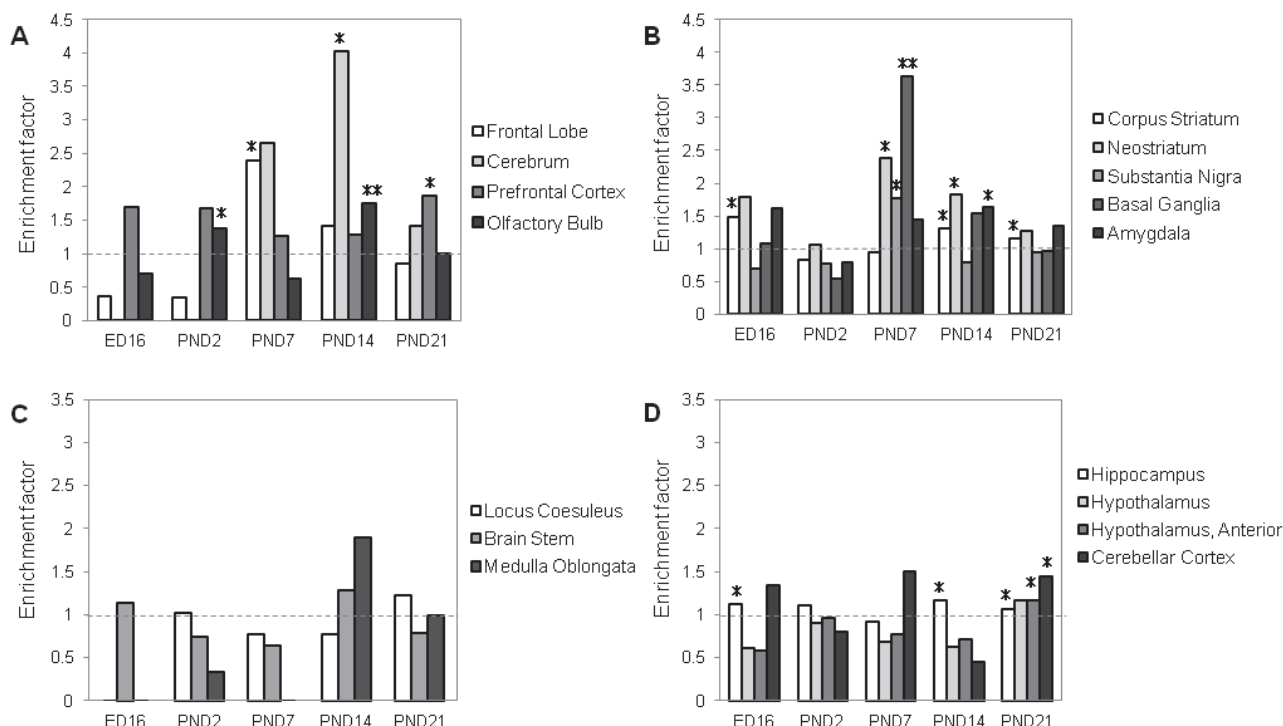 A
Enrichment factor
4.5
4
3.5
3
2.5
2
1.5
1
0.5
0
*
*
*
**
*
ED16 PND2 PND7 PND14 PND21
Frontal Lobe
Cerebrum
Prefrontal Cortex
Olfactory Bulb
B
Enrichment factor
4.5
4
3.5
3
2.5
2
1.5
1
0.5
0
*
*
*
**
*
*
*
*
ED16 PND2 PND7 PND14 PND21
Corpus Striatum
Neostriatum
Substantia Nigra
Basal Ganglia
Amygdala
C
Enrichment factor
3.5
3
2.5
2
1.5
1
0.5
0
ED16 PND2 PND7 PND14 PND21
Locus Coesuleus
Brain Stem
Medulla Oblongata
D
Enrichment factor
3.5
3
2.5
2
1.5
1
0.5
0
*
*
*
*
*
ED16 PND2 PND7 PND14 PND21
Hippocampus
Hypothalamus
Hypothalamus, Anterior
Cerebellar Cortex